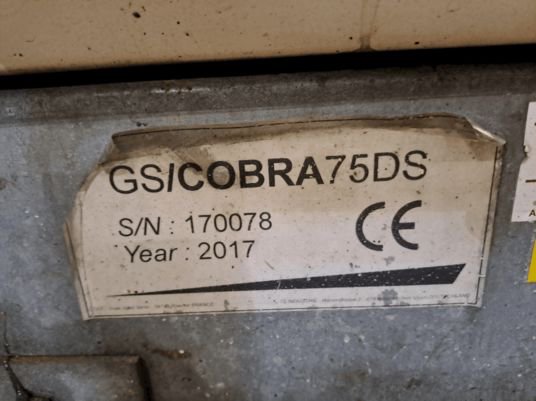 GS/COBRA75DS
S/N : 170078
Year : 2017
CE